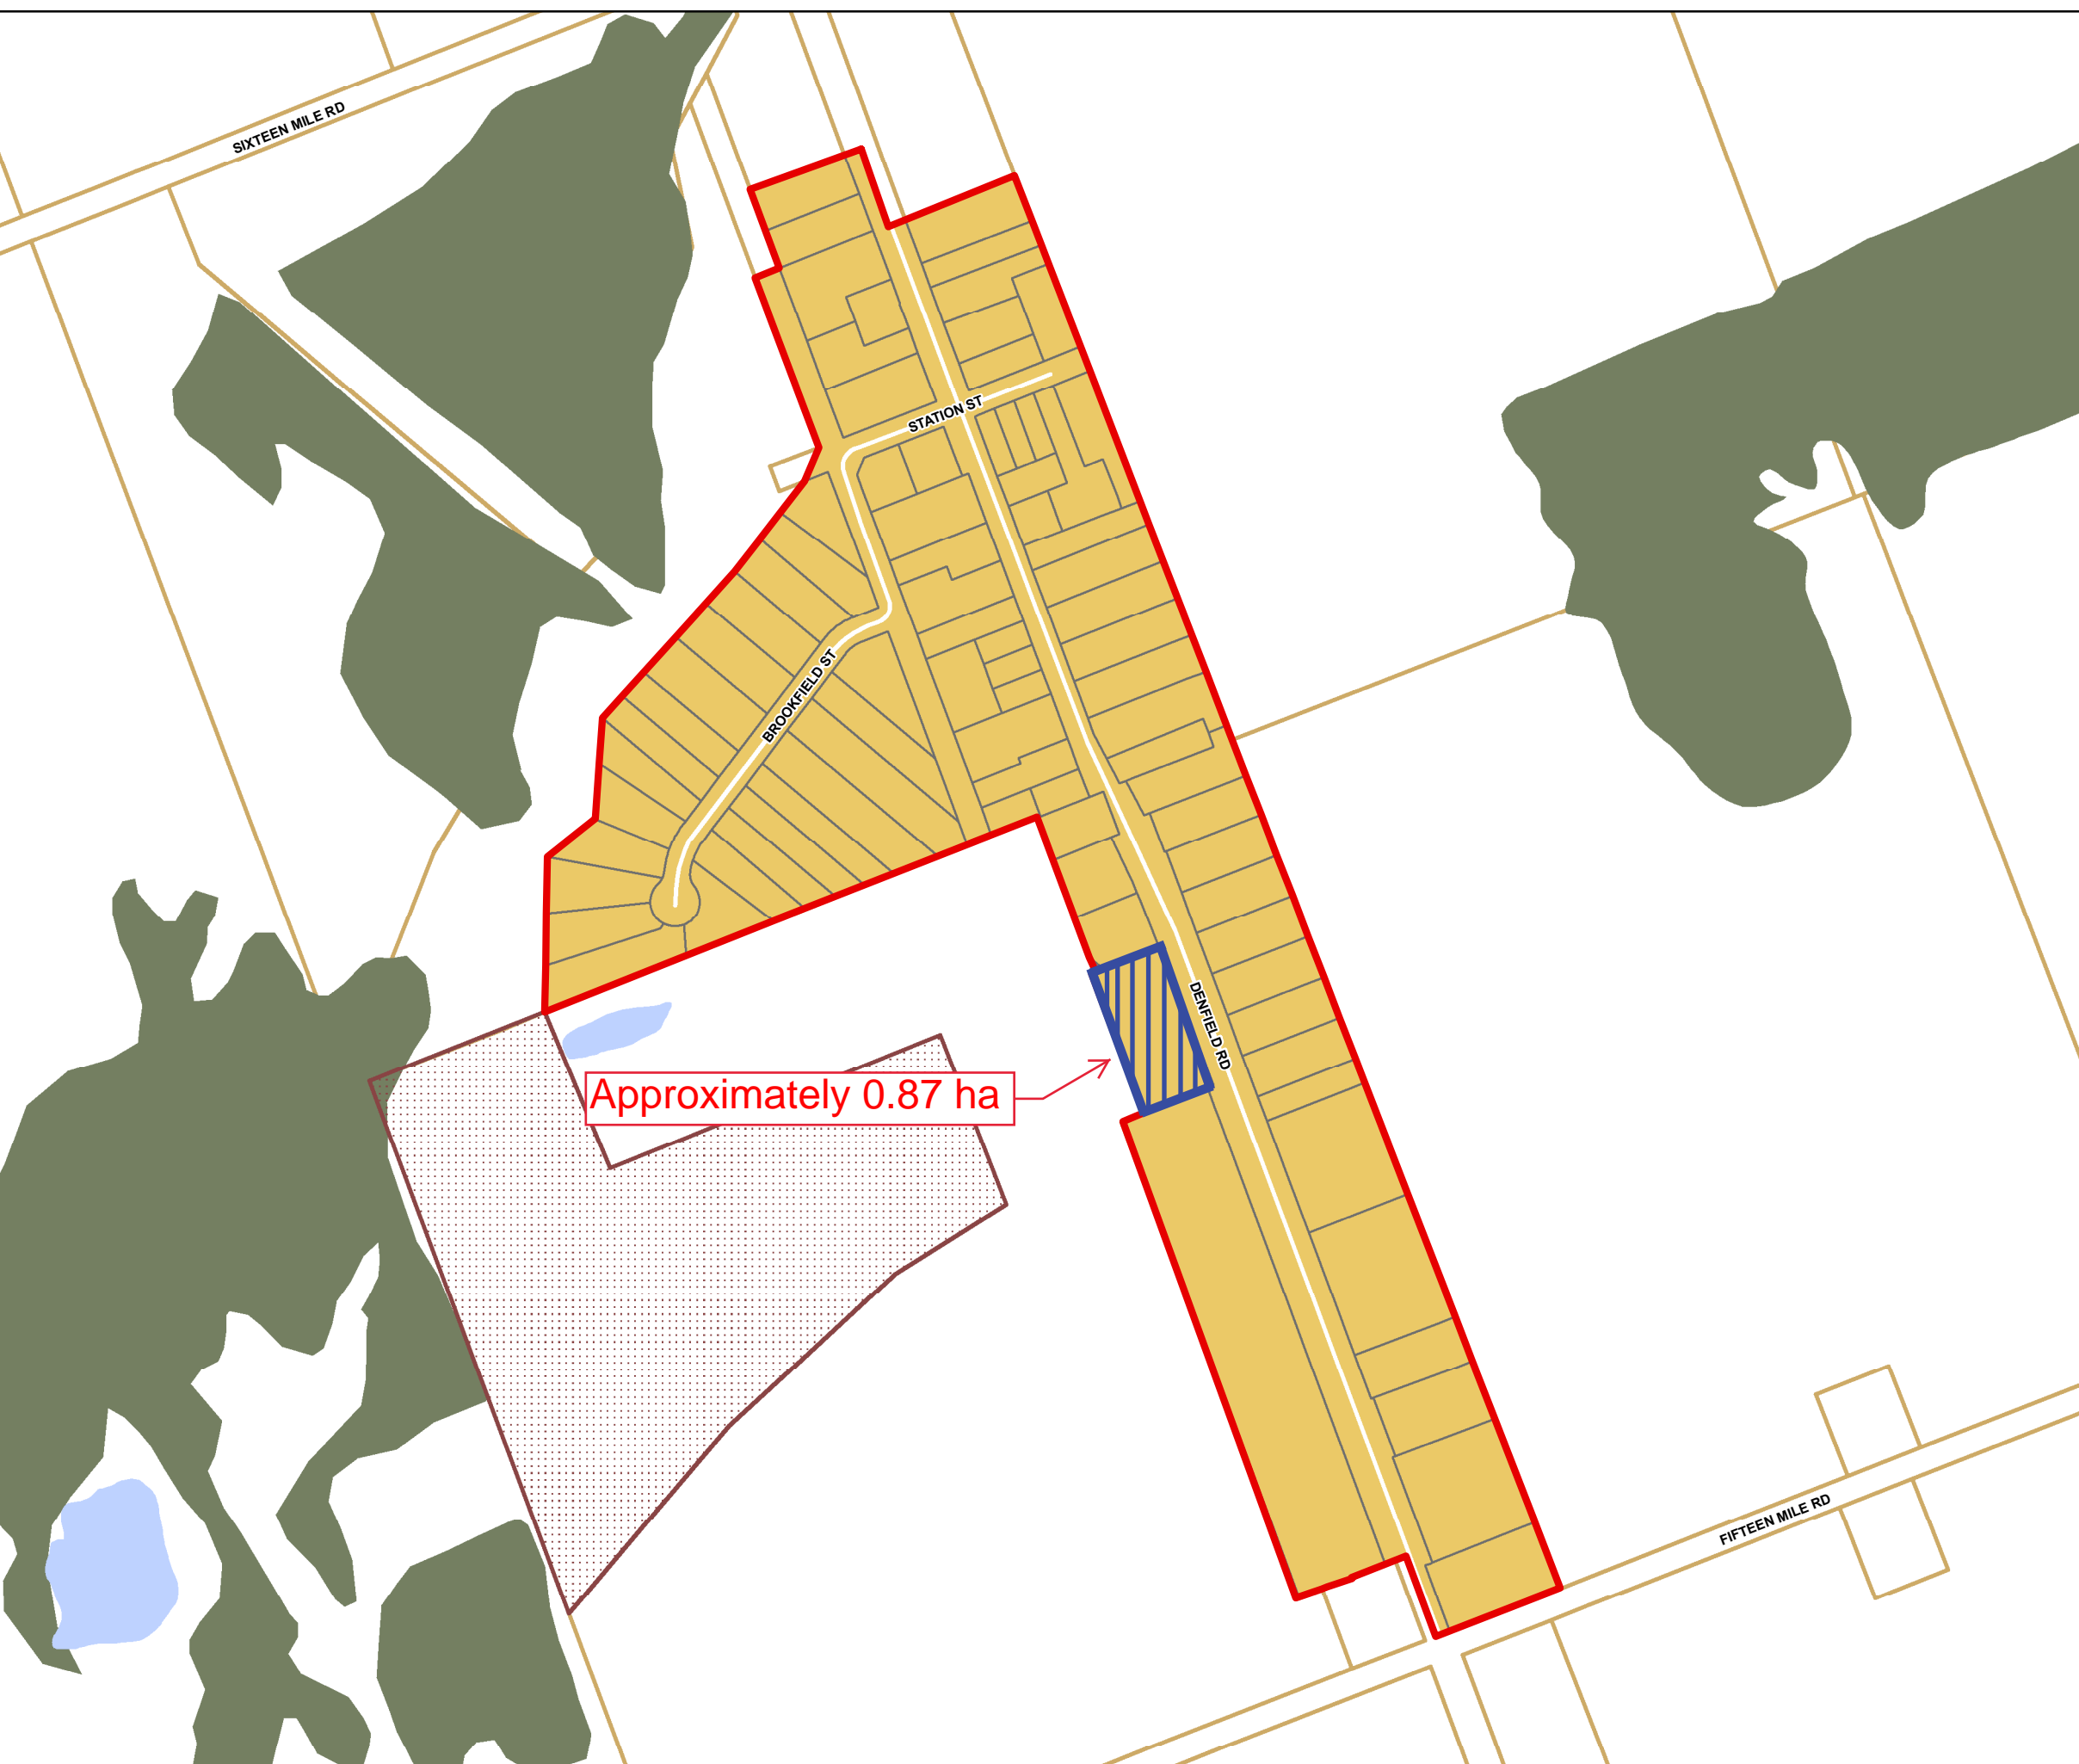 SIXTEEN MILE RD
STATION ST
BROOKFIELD ST
DENFIELD RD
Approximately 0.87 ha
FIFTEEN MILE RD